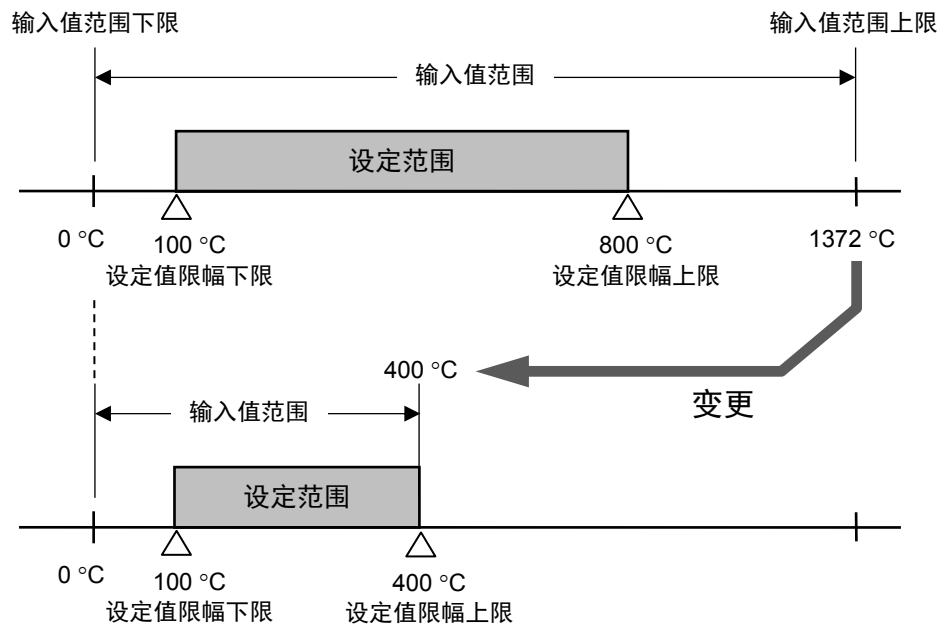 输入值范围下限
输入值范围上限
输入值范围
设定范围
0 °C
100 °C
800 °C
1372 °C
设定值限幅下限
设定值限幅上限
400 °C
变更
输入值范围
设定范围
0 °C
100 °C
400 °C
设定值限幅下限
设定值限幅上限